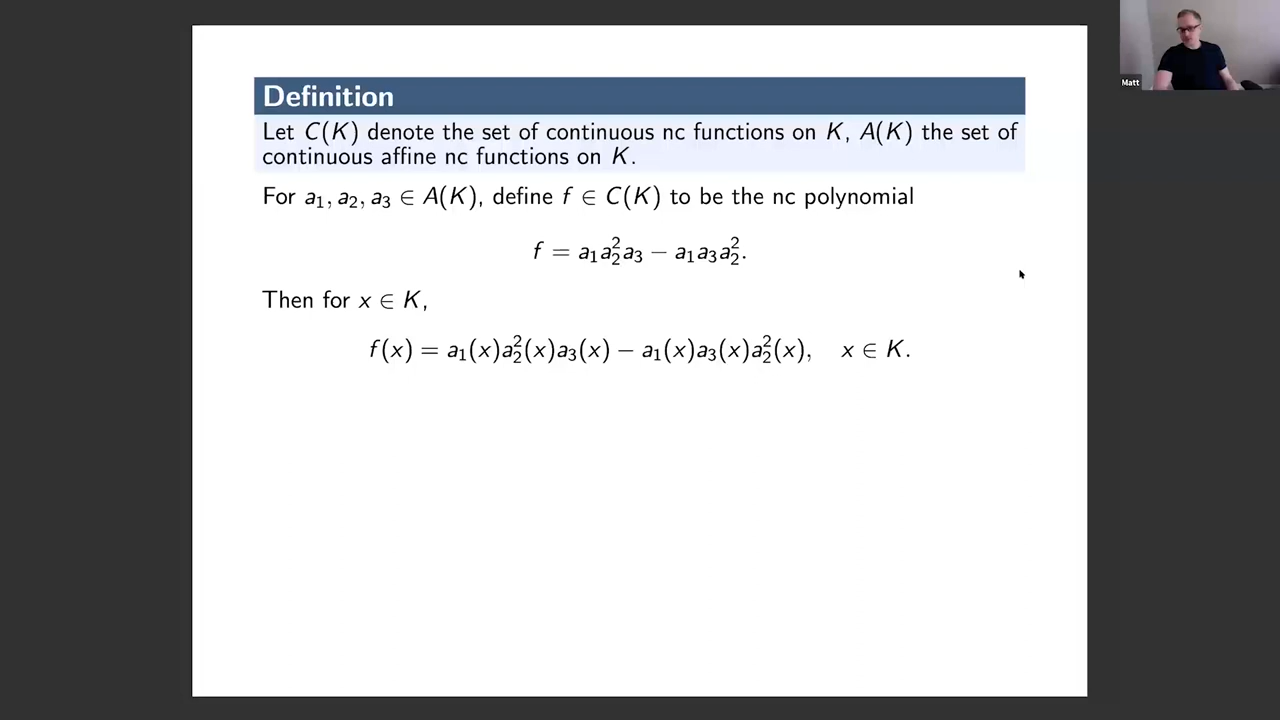 Definition
Let C(K) denote the set of continuous nc functions on K, A(K) the set of
continuous affine nc functions on K.
For a₁, a₂, a₃ ∈ A(K), define f ∈ C(K) to be the nc polynomial
f = a₁a₂²a₃ − a₁a₃a₂².
Then for x ∈ K,
f(x) = a₁(x)a₂²(x)a₃(x) − a₁(x)a₃(x)a₂²(x), x ∈ K.
Matt